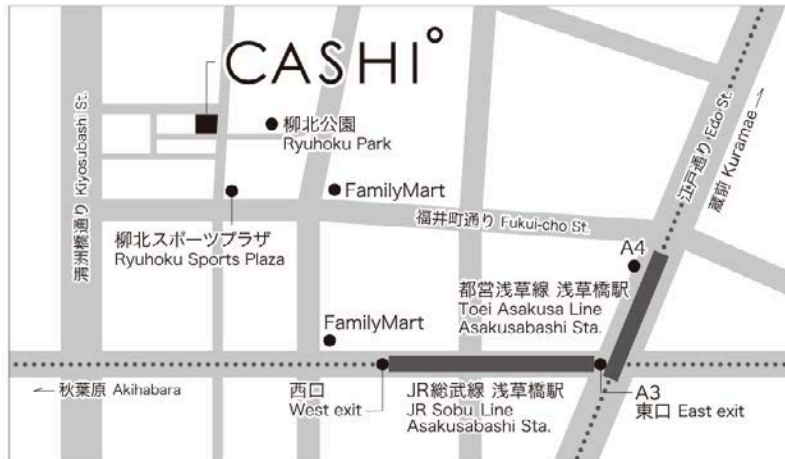 CASHI°
柳北公園
Ryuhoku Park
清洲橋通り Kiyosubashi St.
江戸通り Edo St.
蔵前 Kuramae →
FamilyMart
柳北スポーツプラザ
Ryuhoku Sports Plaza
福井町通り Fukui-cho St.
A4
都営浅草線 浅草橋駅
Toei Asakusa Line
Asakusabashi Sta.
FamilyMart
← 秋葉原 Akihabara
西口
West exit
JR総武線 浅草橋駅
JR Sobu Line
Asakusabashi Sta.
A3
東口 East exit